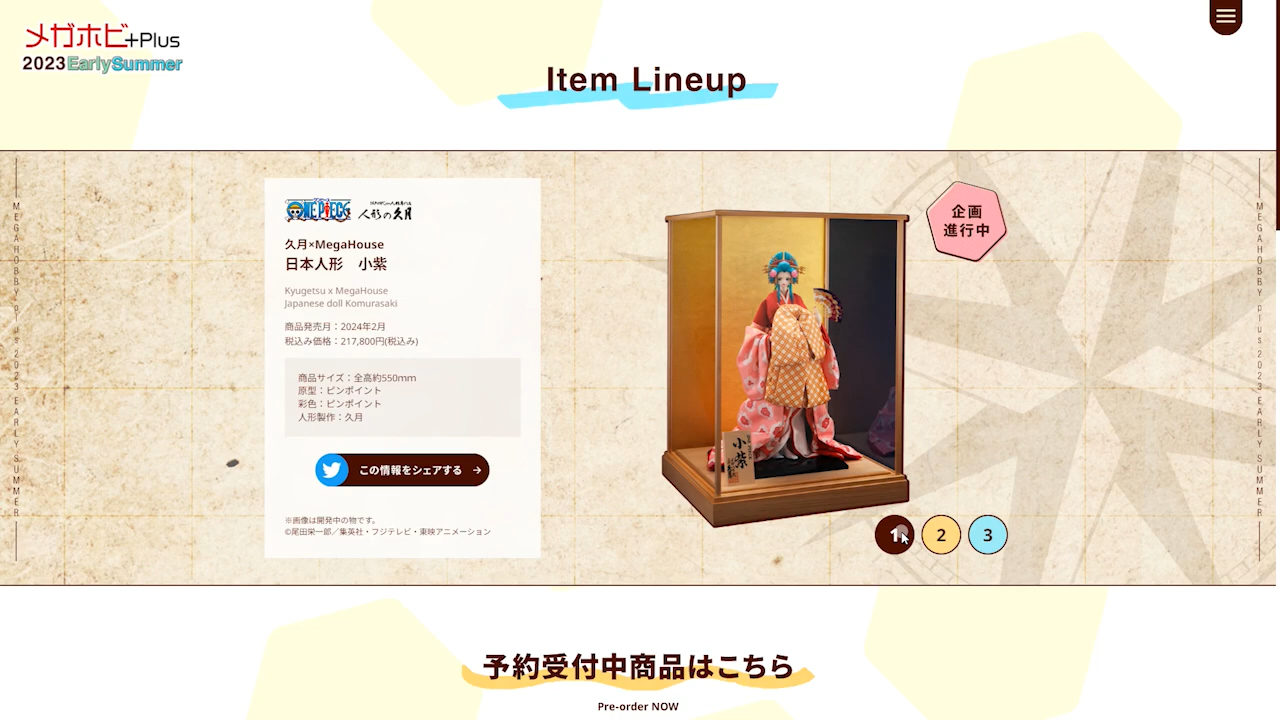 メガホビ+Plus
2023EarlySummer
Item Lineup
MEGAHOBBY plus 2023 EARLY SUMMER
ONE PIECE 人形の久月
久月×MegaHouse
日本人形 小紫
Kyugetsu x MegaHouse
Japanese doll Komurasaki
商品発売月：2024年2月
税込み価格：217,800円(税込み)
商品サイズ：全高約550mm
原型：ピンポイント
彩色：ピンポイント
人形製作：久月
この情報をシェアする →
※画像は開発中の物です。
©尾田栄一郎／集英社・フジテレビ・東映アニメーション
企画
進行中
小紫
1 2 3
MEGAHOBBY plus 2023 EARLY SUMMER
予約受付中商品はこちら
Pre-order NOW